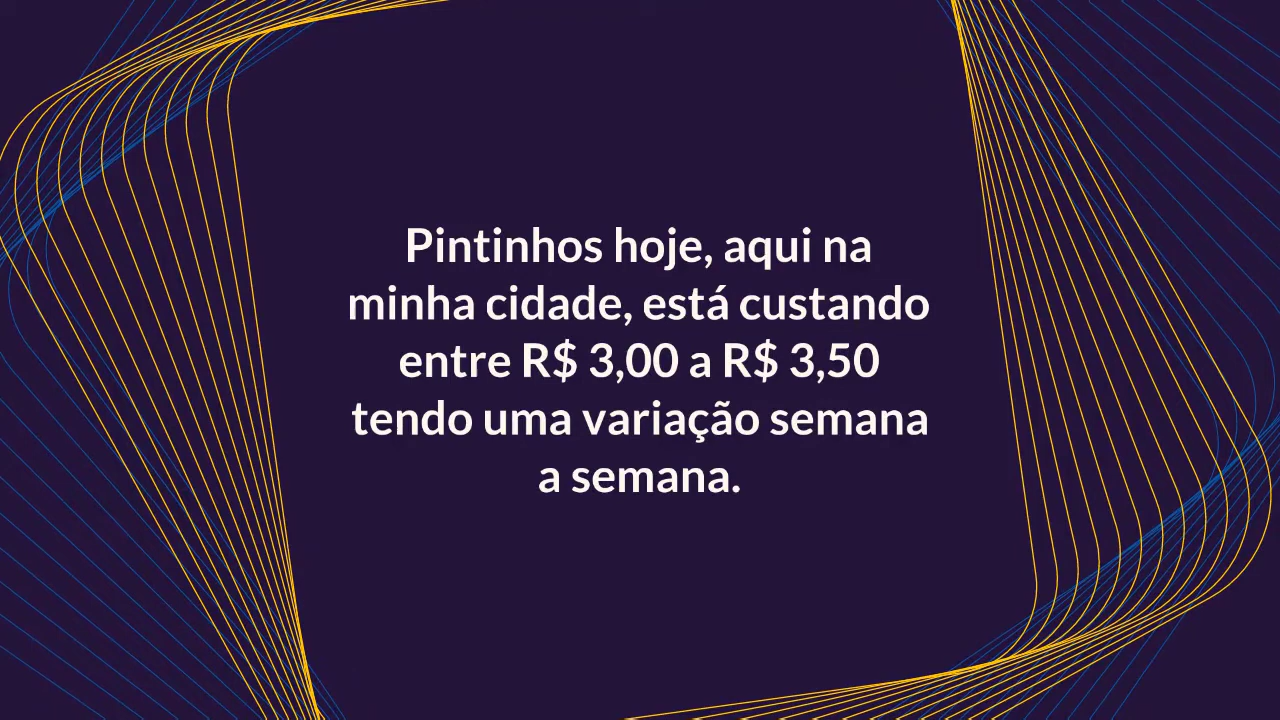 Pintinhos hoje, aqui na
minha cidade, está custando
entre R$ 3,00 a R$ 3,50
tendo uma variação semana
a semana.